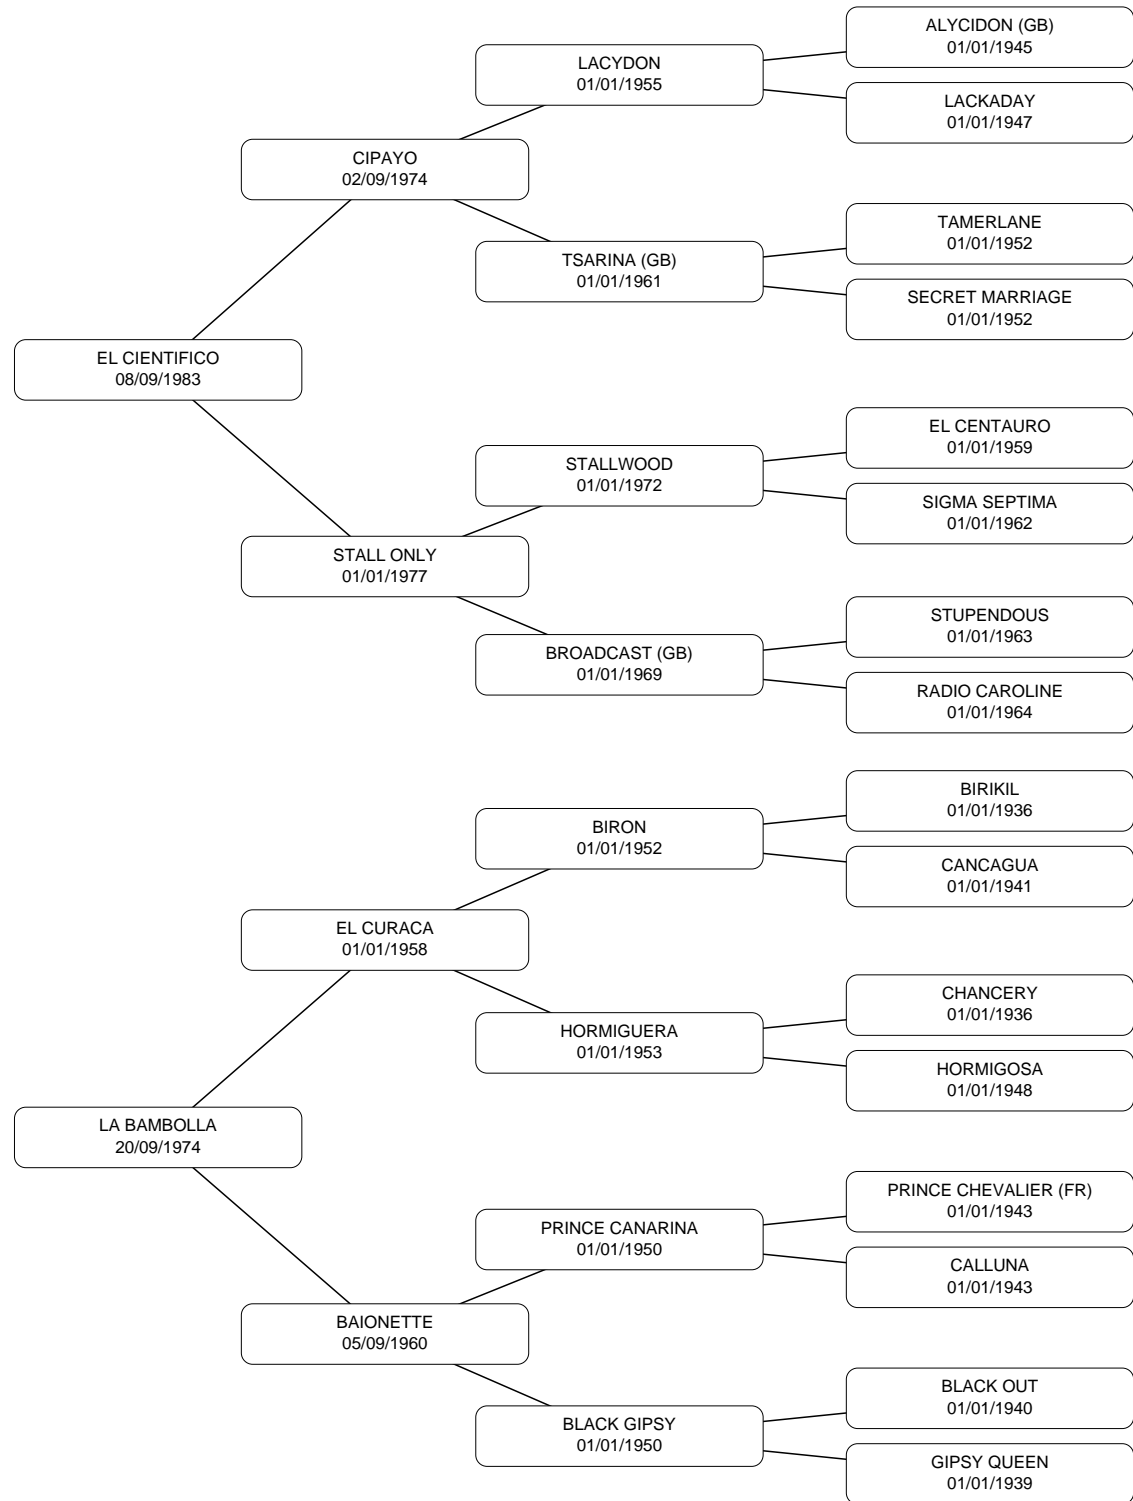 ALYCIDON (GB)
01/01/1945
LACYDON
01/01/1955
LACKADAY
01/01/1947
CIPAYO
02/09/1974
TAMERLANE
01/01/1952
TSARINA (GB)
01/01/1961
SECRET MARRIAGE
01/01/1952
EL CIENTIFICO
08/09/1983
EL CENTAURO
01/01/1959
STALLWOOD
01/01/1972
SIGMA SEPTIMA
01/01/1962
STALL ONLY
01/01/1977
STUPENDOUS
01/01/1963
BROADCAST (GB)
01/01/1969
RADIO CAROLINE
01/01/1964
BIRIKIL
01/01/1936
BIRON
01/01/1952
CANCAGUA
01/01/1941
EL CURACA
01/01/1958
CHANCERY
01/01/1936
HORMIGUERA
01/01/1953
HORMIGOSA
01/01/1948
LA BAMBOLLA
20/09/1974
PRINCE CHEVALIER (FR)
01/01/1943
PRINCE CANARINA
01/01/1950
CALLUNA
01/01/1943
BAIONETTE
05/09/1960
BLACK OUT
01/01/1940
BLACK GIPSY
01/01/1950
GIPSY QUEEN
01/01/1939